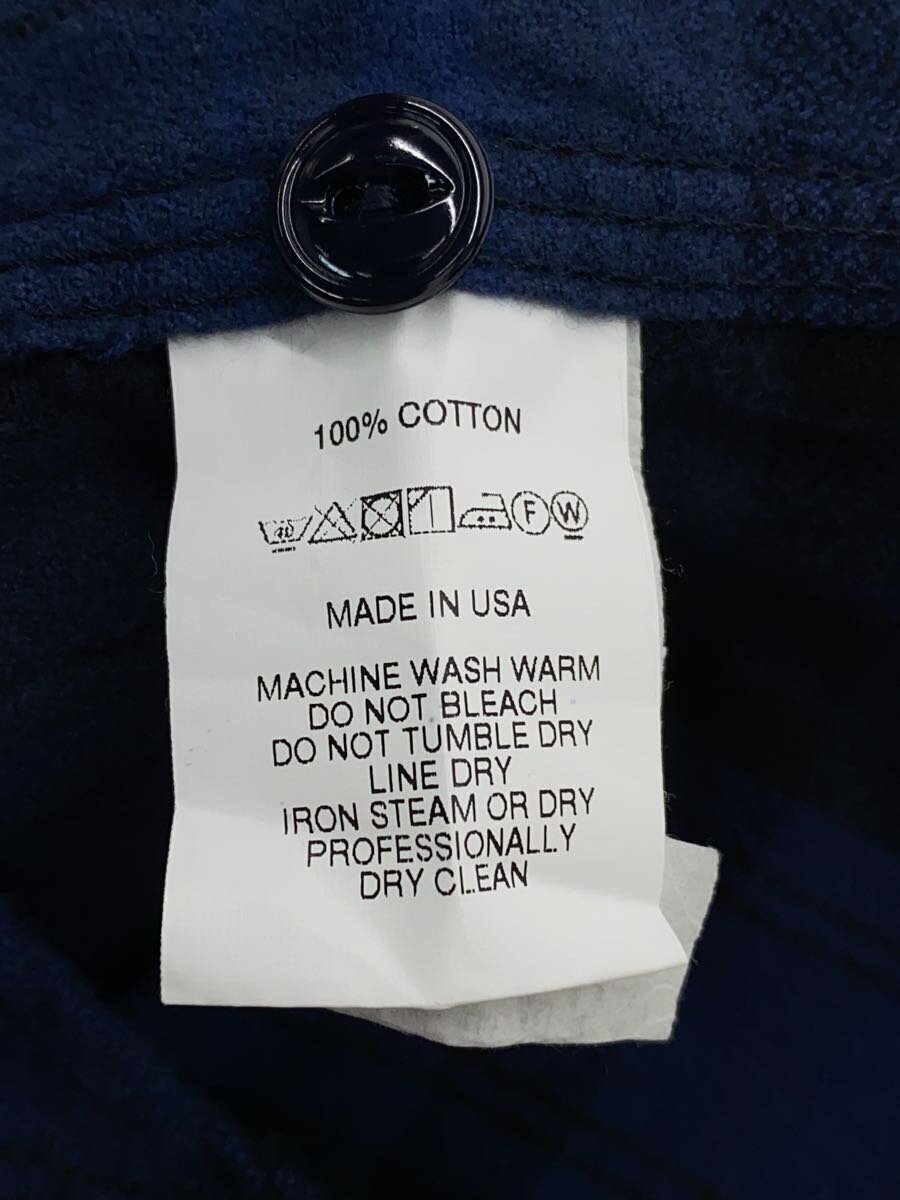 100% COTTON
40 F W
MADE IN USA
MACHINE WASH WARM
DO NOT BLEACH
DO NOT TUMBLE DRY
LINE DRY
IRON STEAM OR DRY
PROFESSIONALLY
DRY CLEAN